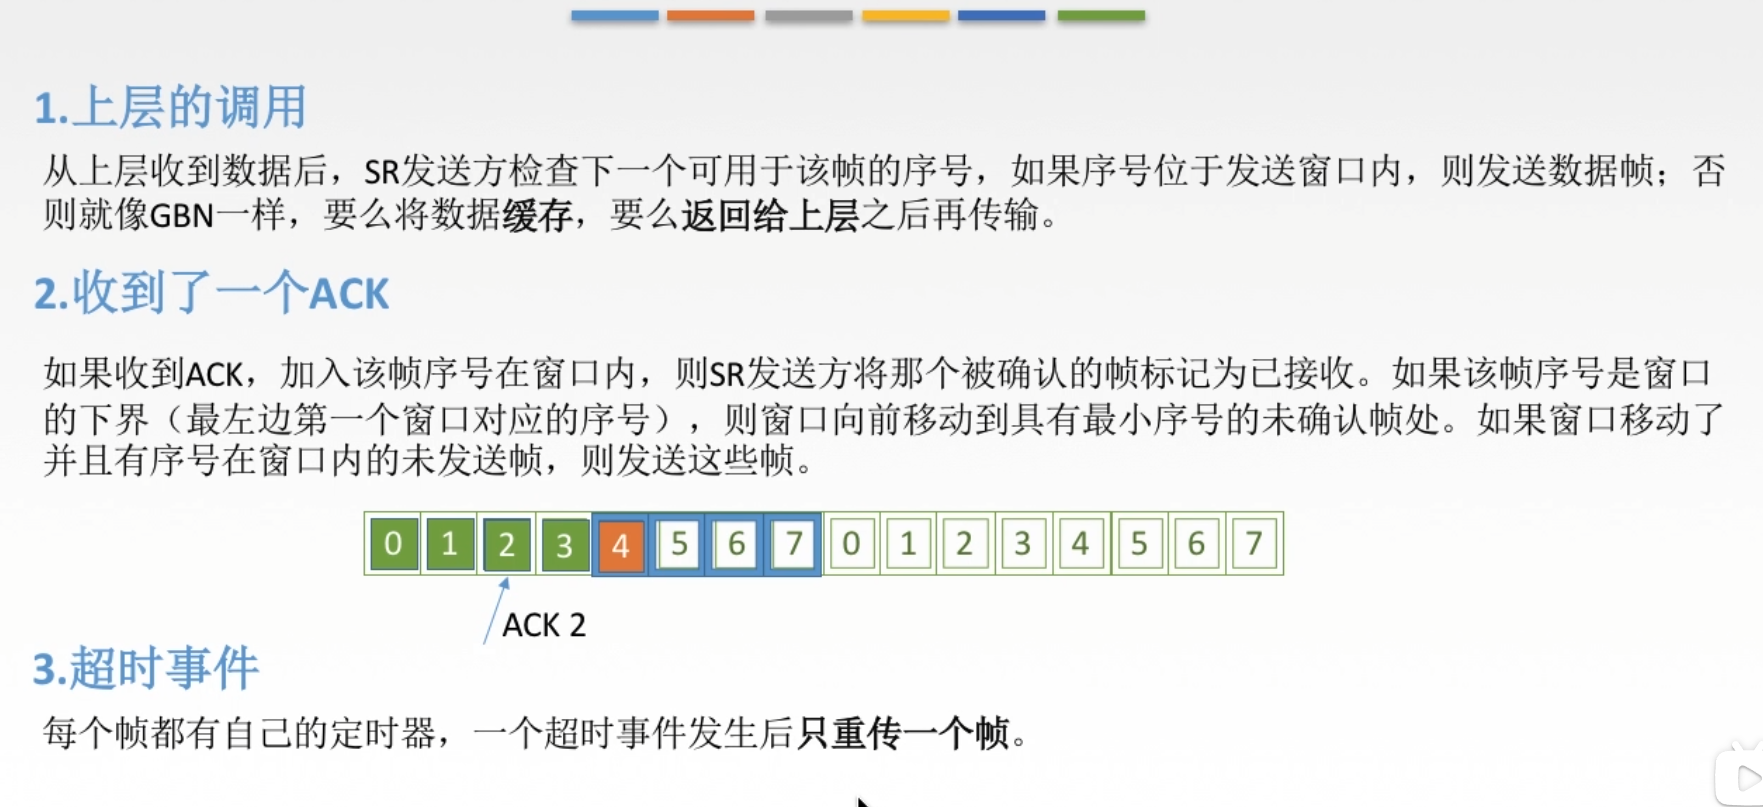 1.上层的调用
从上层收到数据后，SR发送方检查下一个可用于该帧的序号，如果序号位于发送窗口内，则发送数据帧；否
则就像GBN一样，要么将数据缓存，要么返回给上层之后再传输。
2.收到了一个ACK
如果收到ACK，加入该帧序号在窗口内，则SR发送方将那个被确认的帧标记为已接收。如果该帧序号是窗口
的下界（最左边第一个窗口对应的序号），则窗口向前移动到具有最小序号的未确认帧处。如果窗口移动了
并且有序号在窗口内的未发送帧，则发送这些帧。
0 1 2 3 4 5 6 7 0 1 2 3 4 5 6 7
ACK 2
3.超时事件
每个帧都有自己的定时器，一个超时事件发生后只重传一个帧。